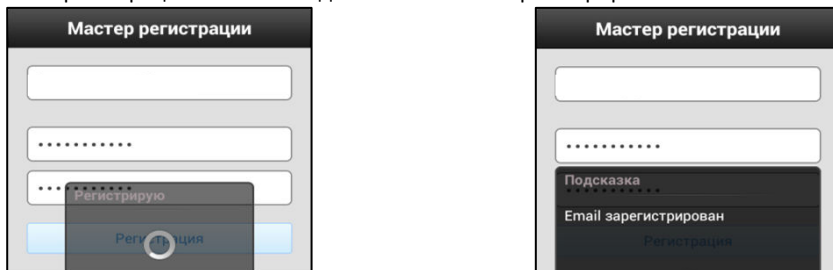 Мастер регистрации
•••••••••••
•••••••••••
Регистрирую
Регистрация
Мастер регистрации
•••••••••••
Подсказка
•••••••••••
Email зарегистрирован
Регистрация